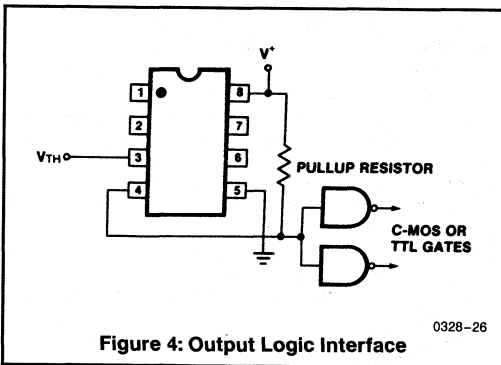 V⁺
1 8
2 7
VTH 3 6
PULLUP RESISTOR
4 5
C-MOS OR
TTL GATES
0328-26
Figure 4: Output Logic Interface